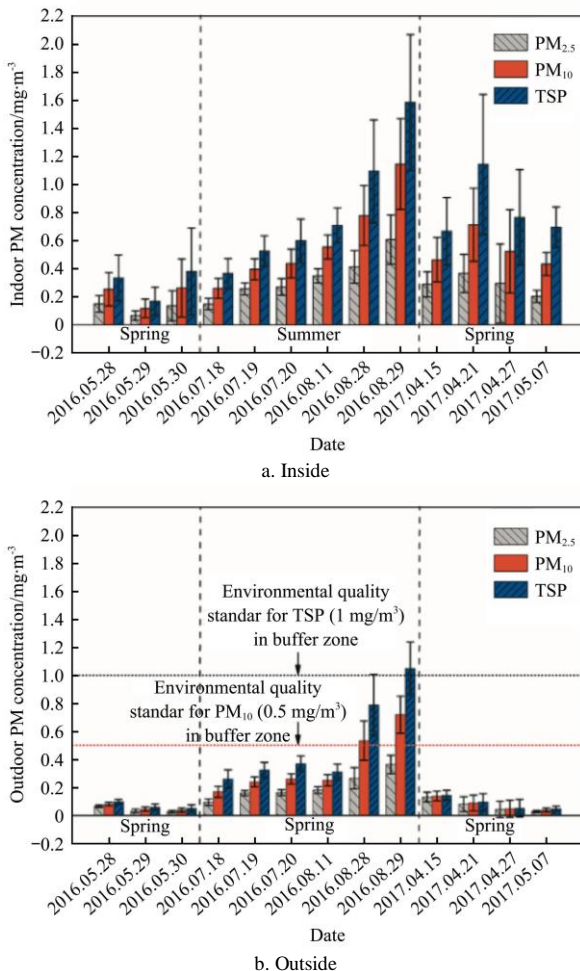 2.2
2.0
1.8
1.6
1.4
1.2
1.0
0.8
0.6
0.4
0.2
0
−0.2
Indoor PM concentration/mg·m⁻³
PM₂.₅
PM₁₀
TSP
Spring Summer Spring
2016.05.28 2016.05.29 2016.05.30 2016.07.18 2016.07.19 2016.07.20 2016.08.11 2016.08.28 2016.08.29 2017.04.15 2017.04.21 2017.04.27 2017.05.07
Date
a. Inside
2.2
2.0
1.8
1.6
1.4
1.2
1.0
0.8
0.6
0.4
0.2
0
−0.2
Outdoor PM concentration/mg·m⁻³
PM₂.₅
PM₁₀
TSP
Environmental quality
standar for TSP (1 mg/m³)
in buffer zone
Environmental quality
standar for PM₁₀ (0.5 mg/m³)
in buffer zone
Spring Spring Spring
2016.05.28 2016.05.29 2016.05.30 2016.07.18 2016.07.19 2016.07.20 2016.08.11 2016.08.28 2016.08.29 2017.04.15 2017.04.21 2017.04.27 2017.05.07
Date
b. Outside